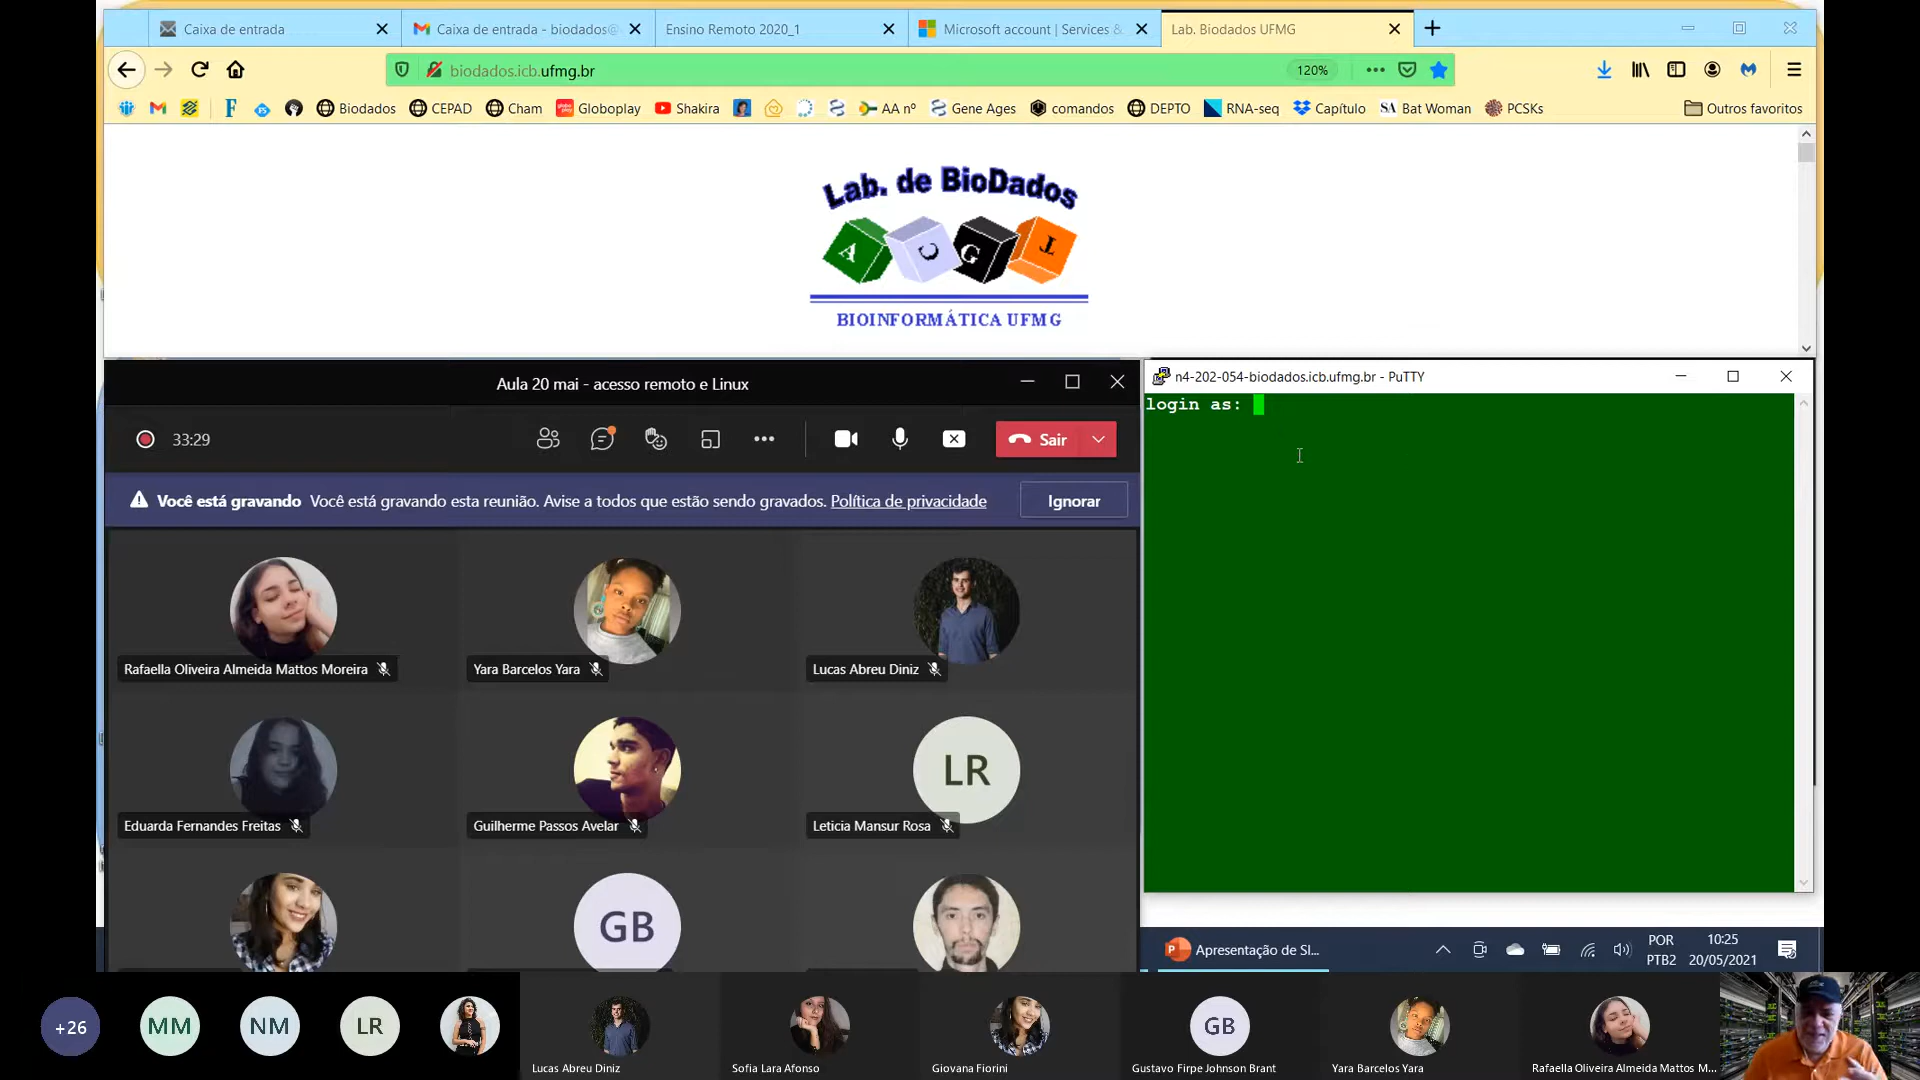 Caixa de entrada
Caixa de entrada - biodados@
Ensino Remoto 2020_1
Microsoft account | Services &
Lab. Biodados UFMG
biodados.icb.ufmg.br
120%
Biodados
CEPAD
Cham
Globoplay
Shakira
AA nº
Gene Ages
comandos
DEPTO
RNA-seq
Capítulo
SA Bat Woman
PCSKs
Outros favoritos
Lab. de BioDados
A C G T
BIOINFORMÁTICA UFMG
Aula 20 mai - acesso remoto e Linux
33:29
Sair
Você está gravando Você está gravando esta reunião. Avise a todos que estão sendo gravados. Política de privacidade
Ignorar
Rafaella Oliveira Almeida Mattos Moreira
Yara Barcelos Yara
Lucas Abreu Diniz
Eduarda Fernandes Freitas
Guilherme Passos Avelar
LR
Leticia Mansur Rosa
GB
n4-202-054-biodados.icb.ufmg.br - PuTTY
login as:
Apresentação de Sl...
POR
PTB2
10:25
20/05/2021
+26
MM
NM
LR
Lucas Abreu Diniz
Sofia Lara Afonso
Giovana Fiorini
GB
Gustavo Firpe Johnson Brant
Yara Barcelos Yara
Rafaella Oliveira Almeida Mattos M...